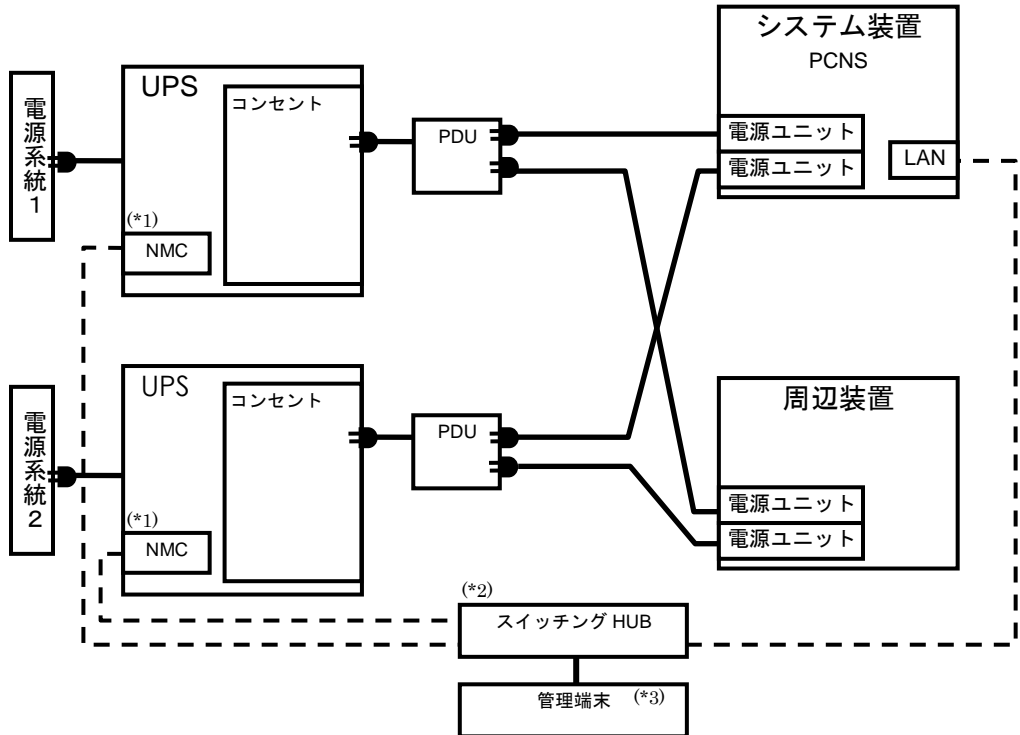 システム装置
PCNS
電源ユニット
電源ユニット
LAN
電源系統1
UPS
コンセント
PDU
(*1)
NMC
電源系統2
UPS
コンセント
PDU
(*1)
NMC
周辺装置
電源ユニット
電源ユニット
(*2)
スイッチング HUB
管理端末 (*3)